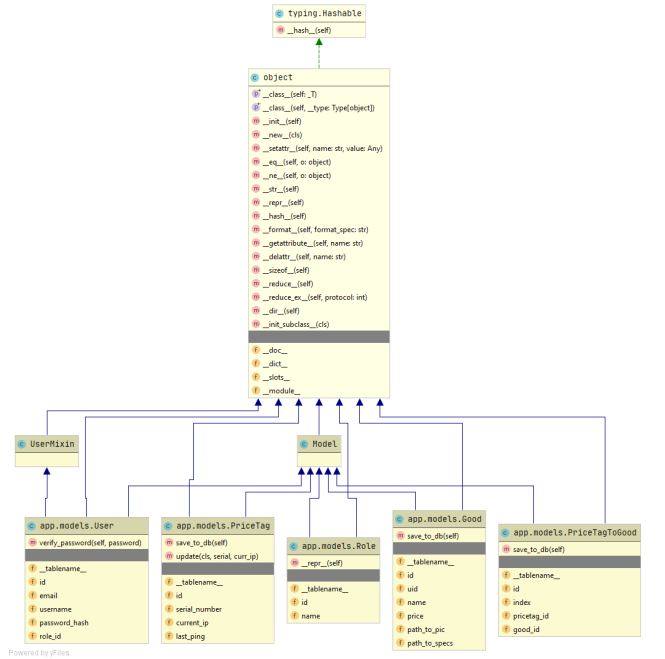 typing.Hashable
__hash__(self)
object
__class__(self: _T)
__class__(self, __type: Type[object])
__init__(self)
__new__(cls)
__setattr__(self, name: str, value: Any)
__eq__(self, o: object)
__ne__(self, o: object)
__str__(self)
__repr__(self)
__hash__(self)
__format__(self, format_spec: str)
__getattribute__(self, name: str)
__delattr__(self, name: str)
__sizeof__(self)
__reduce__(self)
__reduce_ex__(self, protocol: int)
__dir__(self)
__init_subclass__(cls)
__doc__
__dict__
__slots__
__module__
UserMixin
Model
app.models.User
verify_password(self, password)
__tablename__
id
email
username
password_hash
role_id
app.models.PriceTag
save_to_db(self)
update(cls, serial, curr_ip)
__tablename__
id
serial_number
current_ip
last_ping
app.models.Role
__repr__(self)
__tablename__
id
name
app.models.Good
save_to_db(self)
__tablename__
id
uid
name
price
path_to_pic
path_to_specs
app.models.PriceTagToGood
save_to_db(self)
__tablename__
id
index
pricetag_id
good_id
Powered by yFiles